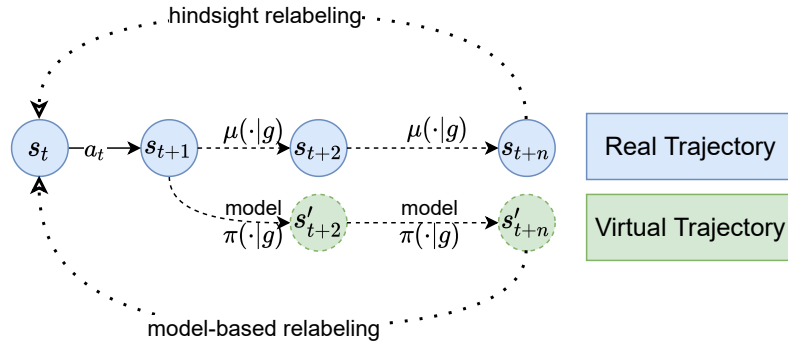 hindsight relabeling
s_t
a_t
s_{t+1}
μ(·|g)
s_{t+2}
μ(·|g)
s_{t+n}
Real Trajectory
model
π(·|g)
s'_{t+2}
model
π(·|g)
s'_{t+n}
Virtual Trajectory
model-based relabeling